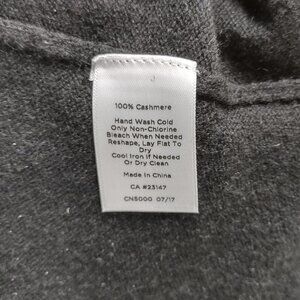 100% Cashmere
Hand Wash Cold
Only Non-Chlorine
Bleach When Needed
Reshape, Lay Flat To
Dry
Cool Iron if Needed
Or Dry Clean
Made In China
CA #23147
CN5000 07/17